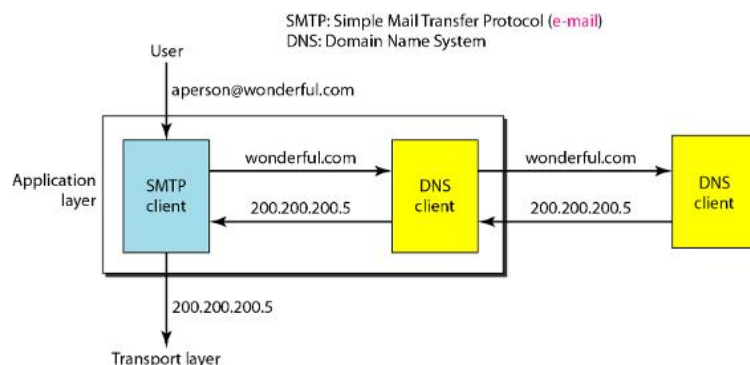 SMTP: Simple Mail Transfer Protocol (e-mail)
DNS: Domain Name System
User
aperson@wonderful.com
Application
layer
SMTP
client
wonderful.com
200.200.200.5
DNS
client
wonderful.com
200.200.200.5
DNS
client
200.200.200.5
Transport layer